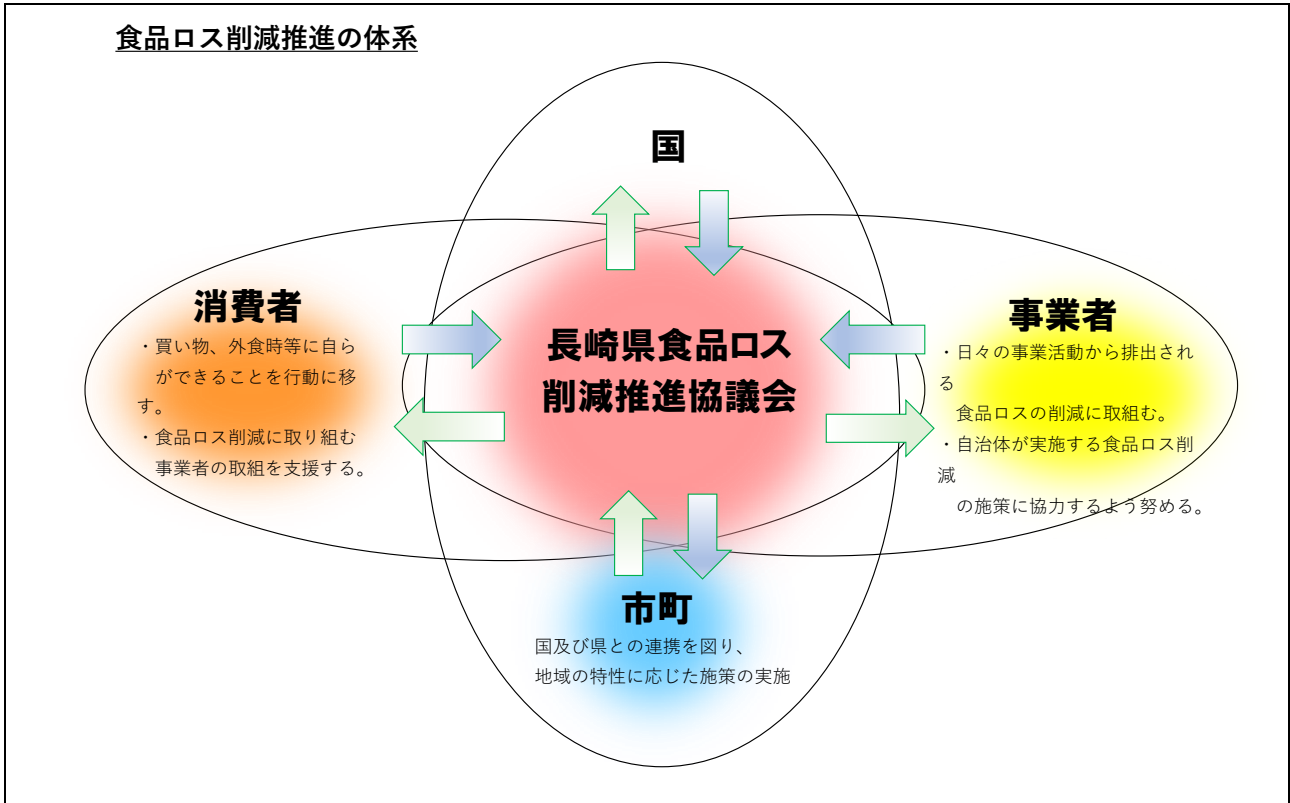 食品ロス削減推進の体系
国
消費者
・買い物、外食時等に自ら
ができることを行動に移
す。
・食品ロス削減に取り組む
事業者の取組を支援する。
長崎県食品ロス
削減推進協議会
事業者
・日々の事業活動から排出され
る
食品ロスの削減に取組む。
・自治体が実施する食品ロス削
減
の施策に協力するよう努める。
市町
国及び県との連携を図り、
地域の特性に応じた施策の実施